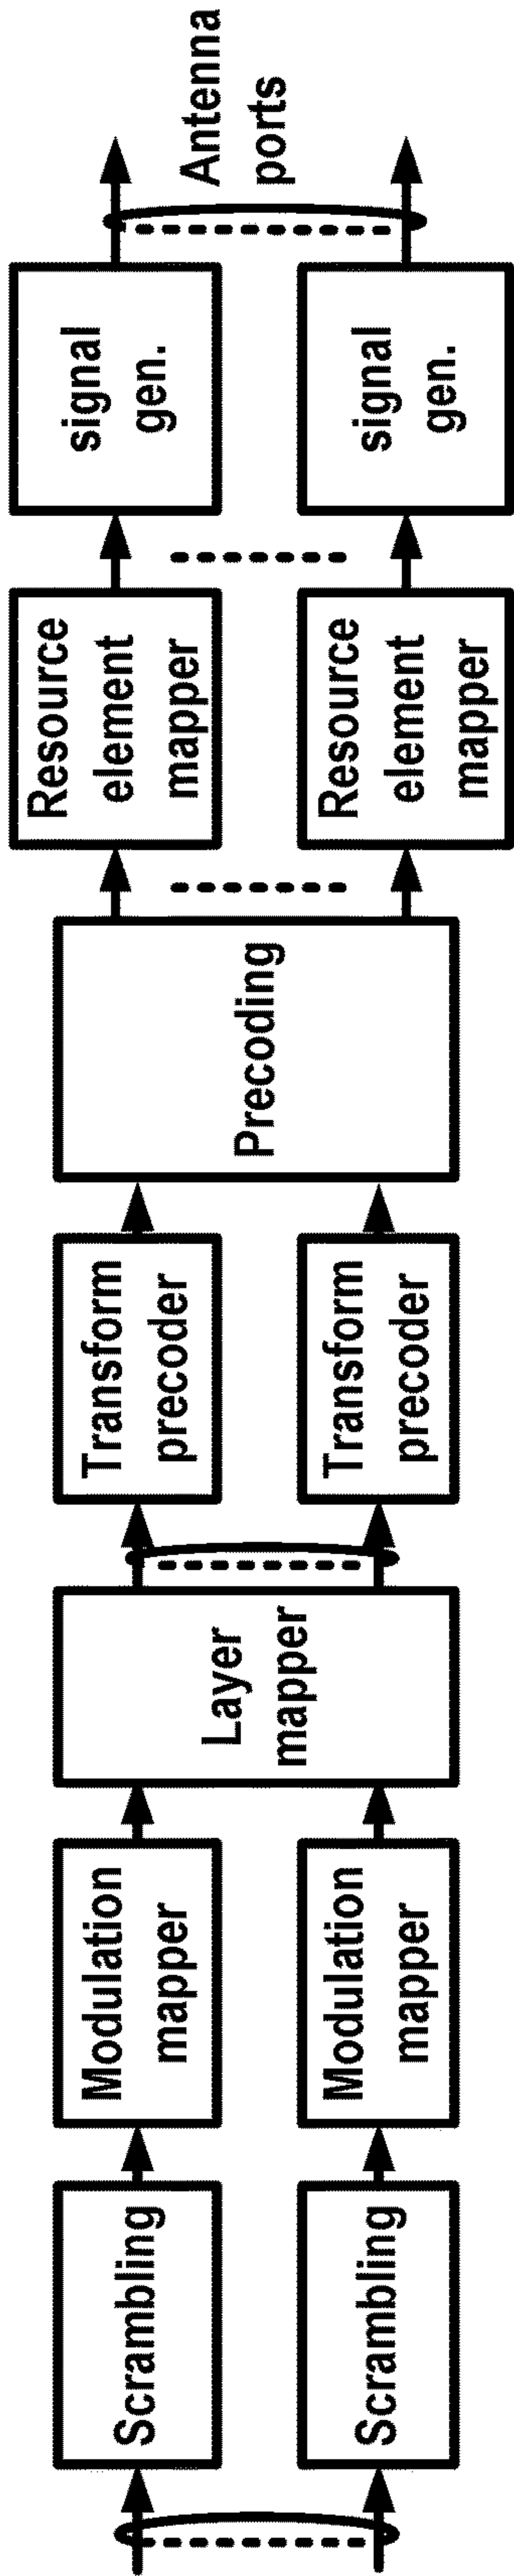 Scrambling
Scrambling
Modulation
mapper
Modulation
mapper
Layer
mapper
Transform
precoder
Transform
precoder
Precoding
Resource
element
mapper
Resource
element
mapper
signal
gen.
signal
gen.
Antenna
ports